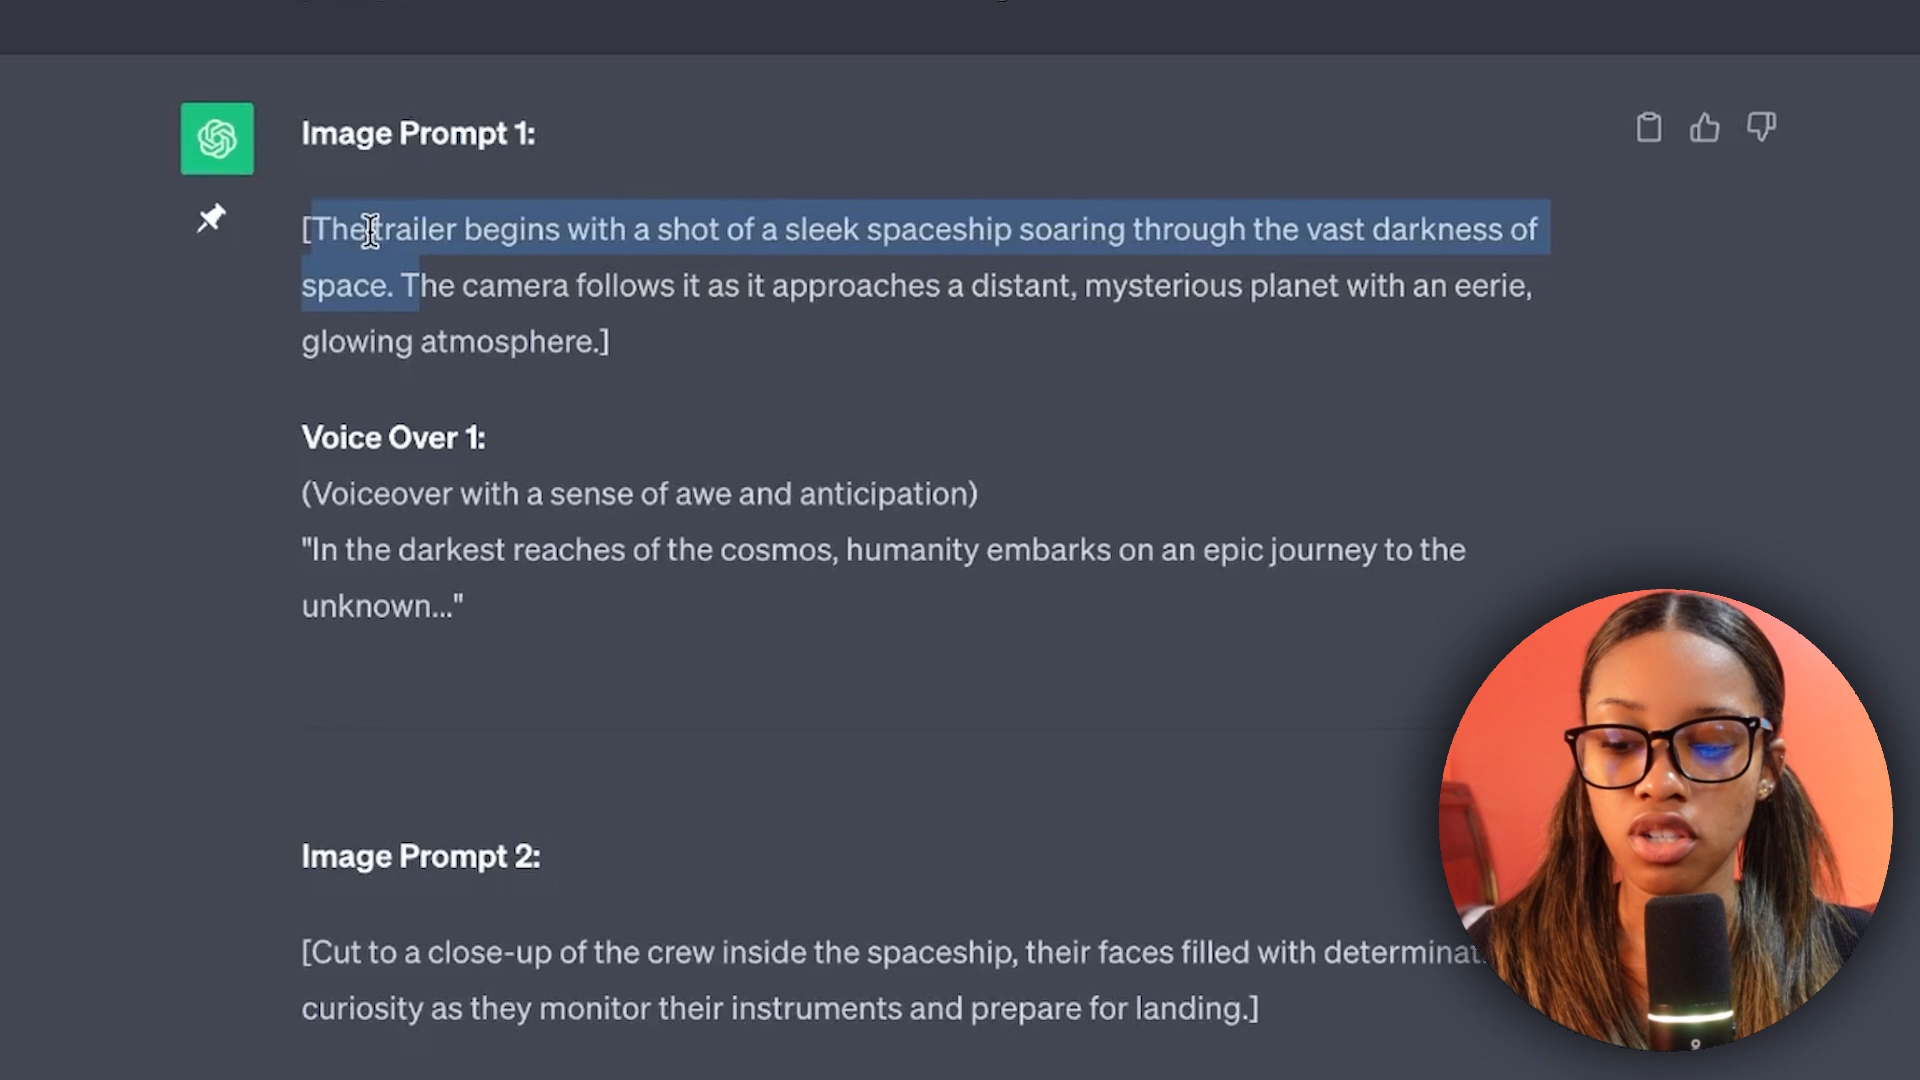 Image Prompt 1:
[The trailer begins with a shot of a sleek spaceship soaring through the vast darkness of
space. The camera follows it as it approaches a distant, mysterious planet with an eerie,
glowing atmosphere.]
Voice Over 1:
(Voiceover with a sense of awe and anticipation)
"In the darkest reaches of the cosmos, humanity embarks on an epic journey to the
unknown..."
Image Prompt 2:
[Cut to a close-up of the crew inside the spaceship, their faces filled with
curiosity as they monitor their instruments and prepare for landing.]